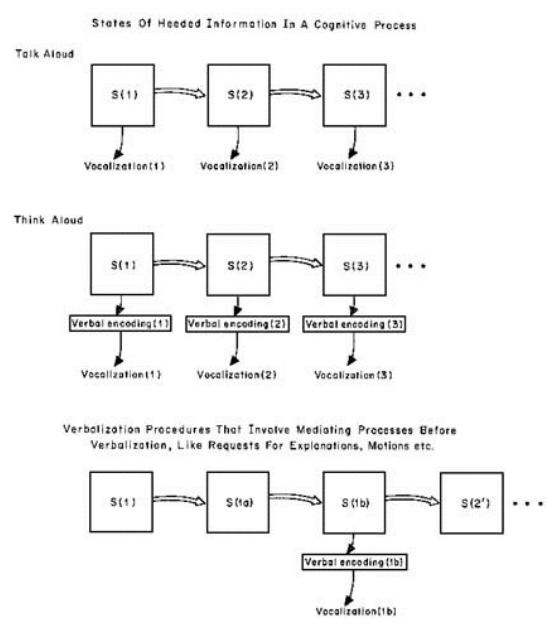 States Of Heeded Information In A Cognitive Process
Talk Aloud
S(1)
S(2)
S(3)
• • •
Vocalization(1)
Vocalization(2)
Vocalization(3)
Think Aloud
S(1)
S(2)
S(3)
• • •
Verbal encoding(1)
Verbal encoding(2)
Verbal encoding(3)
Vocalization(1)
Vocalization(2)
Vocalization(3)
Verbalization Procedures That Involve Mediating Processes Before
Verbalization, Like Requests For Explanations, Motions etc.
S(1)
S(1a)
S(1b)
S(2')
• • •
Verbal encoding(1b)
Vocalization(1b)